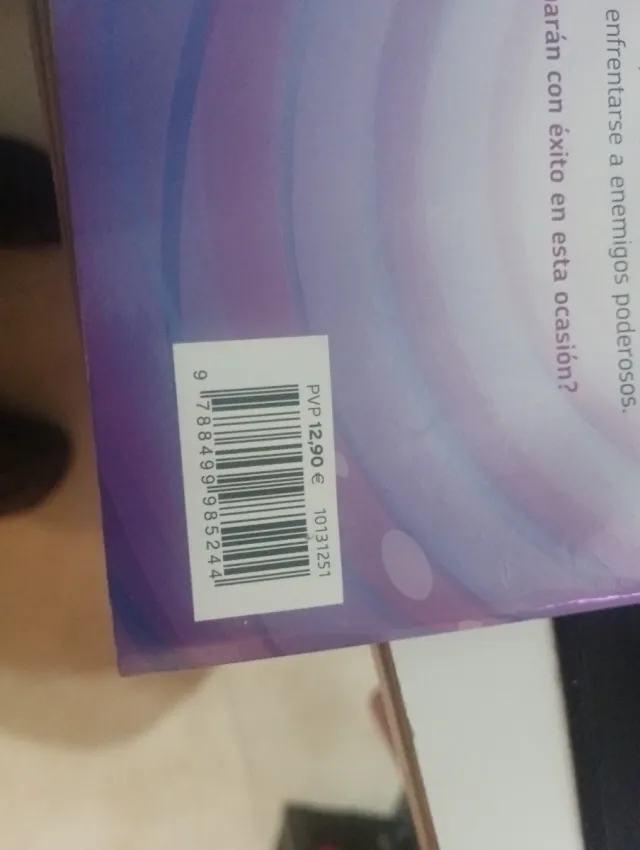 enfrentarse a enemigos poderosos.
arán con éxito en esta ocasión?
PVP 12,90 € 10131251
9 788499 985244